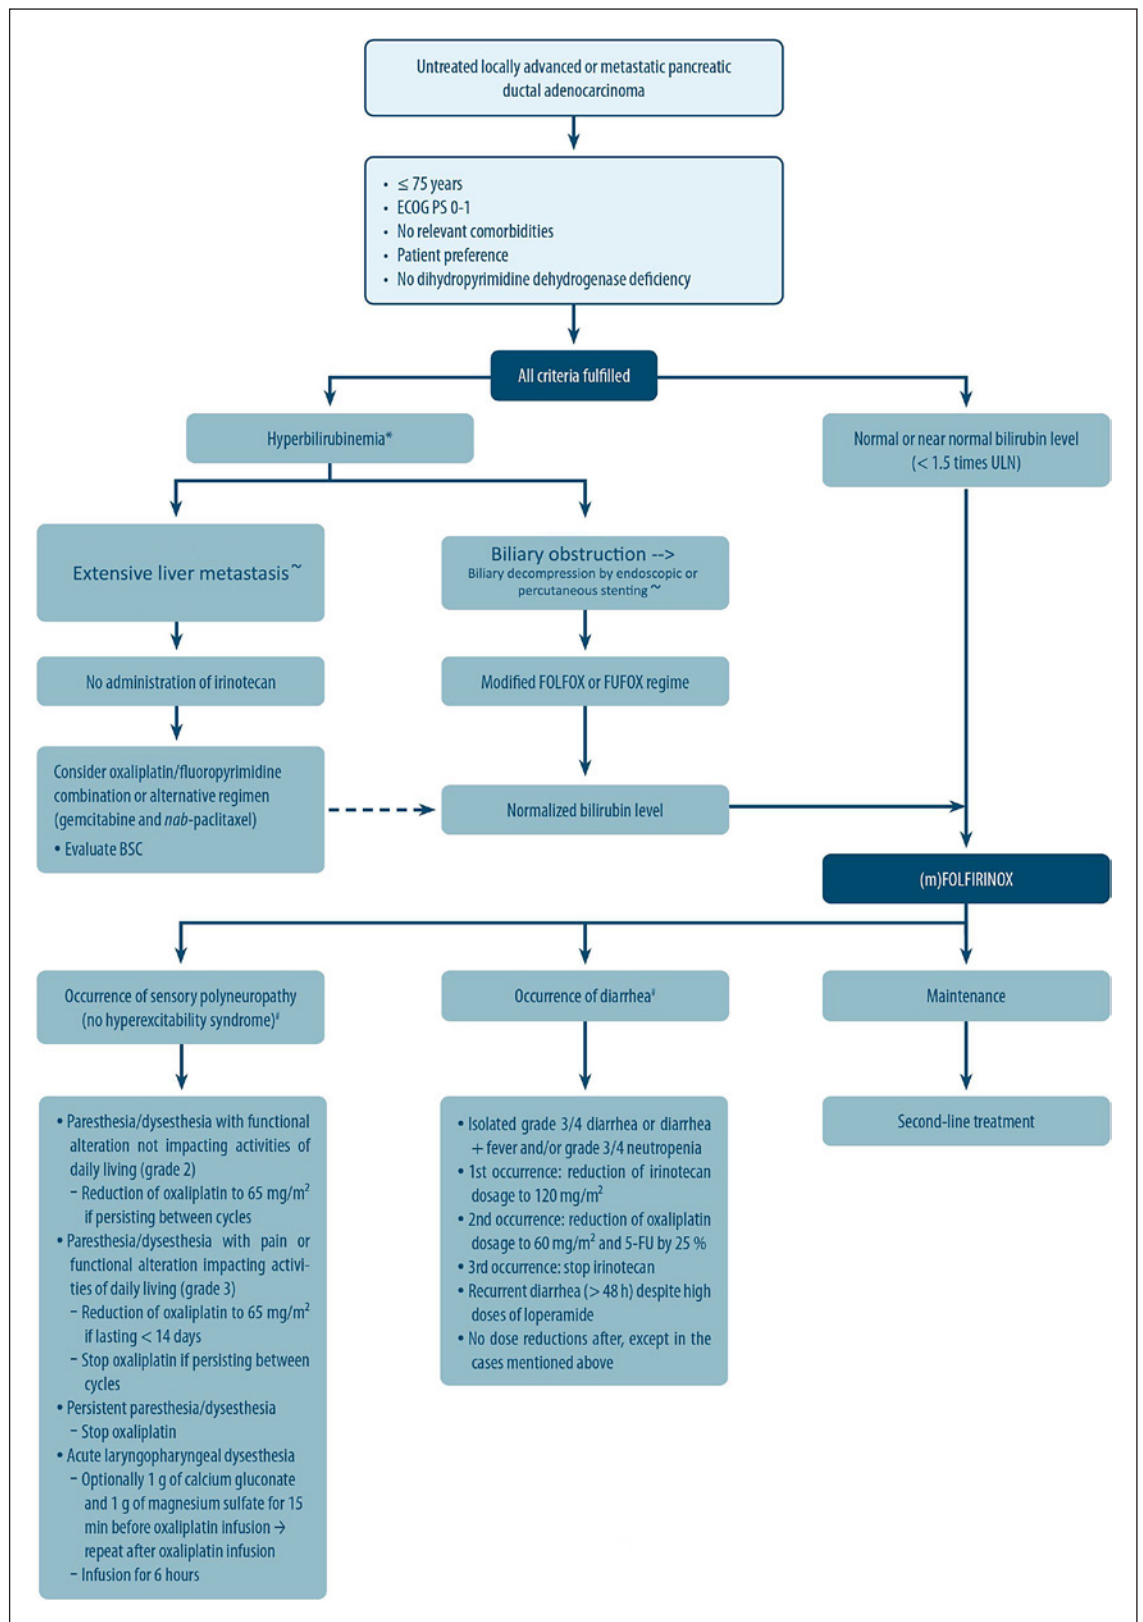 Untreated locally advanced or metastatic pancreatic
ductal adenocarcinoma
• ≤ 75 years
• ECOG PS 0-1
• No relevant comorbidities
• Patient preference
• No dihydropyrimidine dehydrogenase deficiency
All criteria fulfilled
Hyperbilirubinemia*
Normal or near normal bilirubin level
(< 1.5 times ULN)
Extensive liver metastasis~
Biliary obstruction -->
Biliary decompression by endoscopic or
percutaneous stenting ~
No administration of irinotecan
Modified FOLFOX or FUFOX regime
Consider oxaliplatin/fluoropyrimidine
combination or alternative regimen
(gemcitabine and nab-paclitaxel)
• Evaluate BSC
Normalized bilirubin level
(m)FOLFIRINOX
Occurrence of sensory polyneuropathy
(no hyperexcitability syndrome)#
Occurrence of diarrhea#
Maintenance
• Paresthesia/dysesthesia with functional
alteration not impacting activities of
daily living (grade 2)
– Reduction of oxaliplatin to 65 mg/m²
if persisting between cycles
• Paresthesia/dysesthesia with pain or
functional alteration impacting activi-
ties of daily living (grade 3)
– Reduction of oxaliplatin to 65 mg/m²
if lasting < 14 days
– Stop oxaliplatin if persisting between
cycles
• Persistent paresthesia/dysesthesia
– Stop oxaliplatin
• Acute laryngopharyngeal dysesthesia
– Optionally 1 g of calcium gluconate
and 1 g of magnesium sulfate for 15
min before oxaliplatin infusion →
repeat after oxaliplatin infusion
– Infusion for 6 hours
• Isolated grade 3/4 diarrhea or diarrhea
+ fever and/or grade 3/4 neutropenia
• 1st occurrence: reduction of irinotecan
dosage to 120 mg/m²
• 2nd occurrence: reduction of oxaliplatin
dosage to 60 mg/m² and 5-FU by 25 %
• 3rd occurrence: stop irinotecan
• Recurrent diarrhea (> 48 h) despite high
doses of loperamide
• No dose reductions after, except in the
cases mentioned above
Second-line treatment